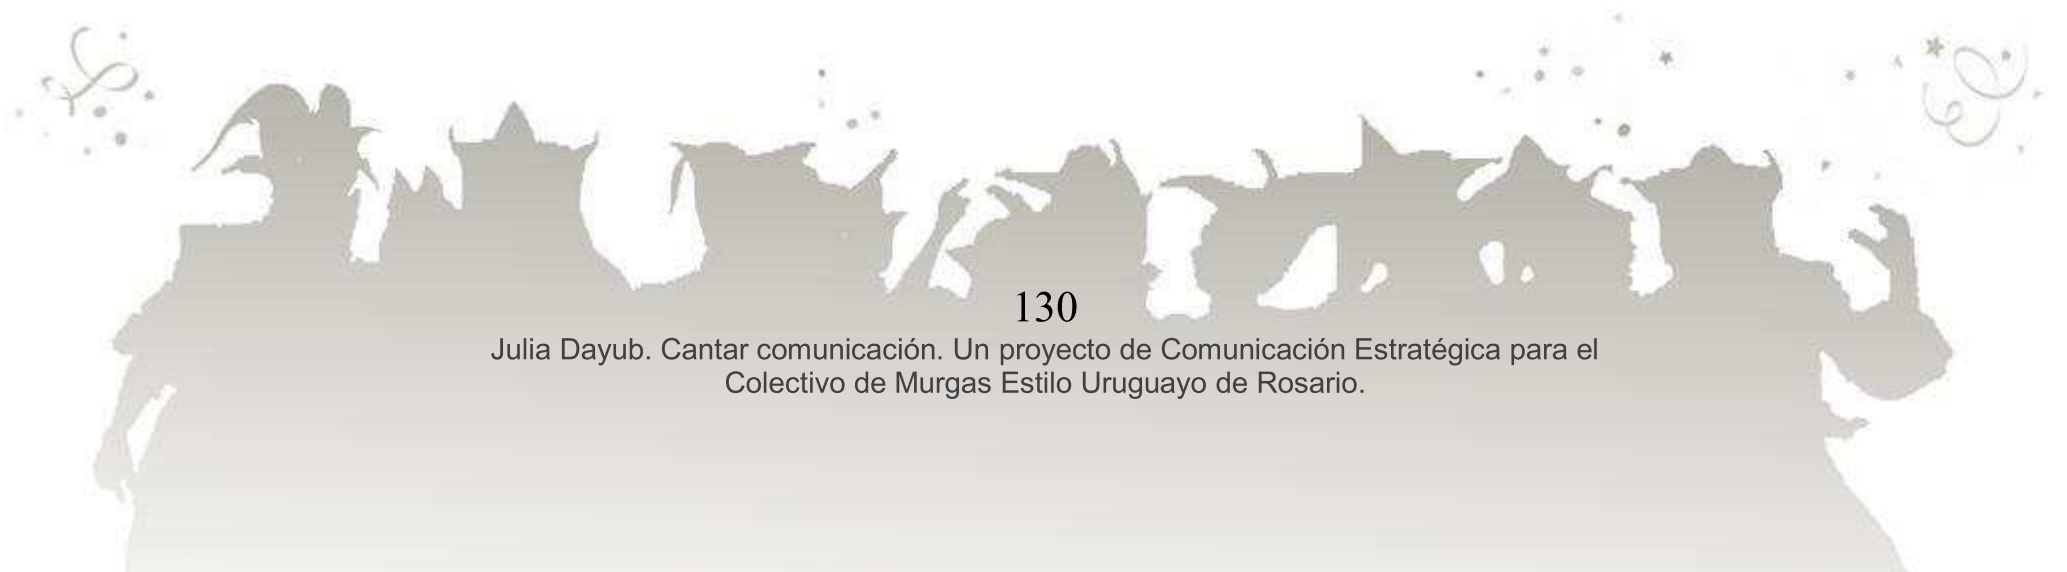 130
Julia Dayub. Cantar comunicación. Un proyecto de Comunicación Estratégica para el
Colectivo de Murgas Estilo Uruguayo de Rosario.